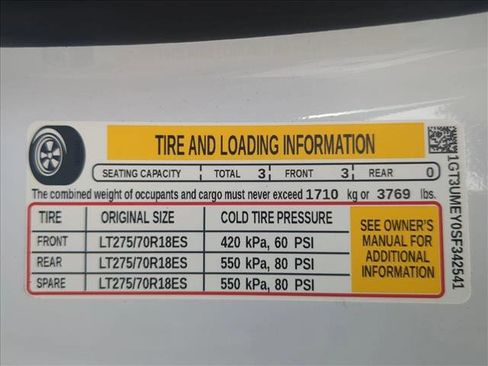 TIRE AND LOADING INFORMATION
SEATING CAPACITY TOTAL 3 FRONT 3 REAR 0
The combined weight of occupants and cargo must never exceed 1710 kg or 3769 lbs.
TIRE ORIGINAL SIZE COLD TIRE PRESSURE
FRONT LT275/70R18ES 420 kPa, 60 PSI
REAR LT275/70R18ES 550 kPa, 80 PSI
SPARE LT275/70R18ES 550 kPa, 80 PSI
SEE OWNER'S
MANUAL FOR
ADDITIONAL
INFORMATION
1GT3UMEY0SF342541